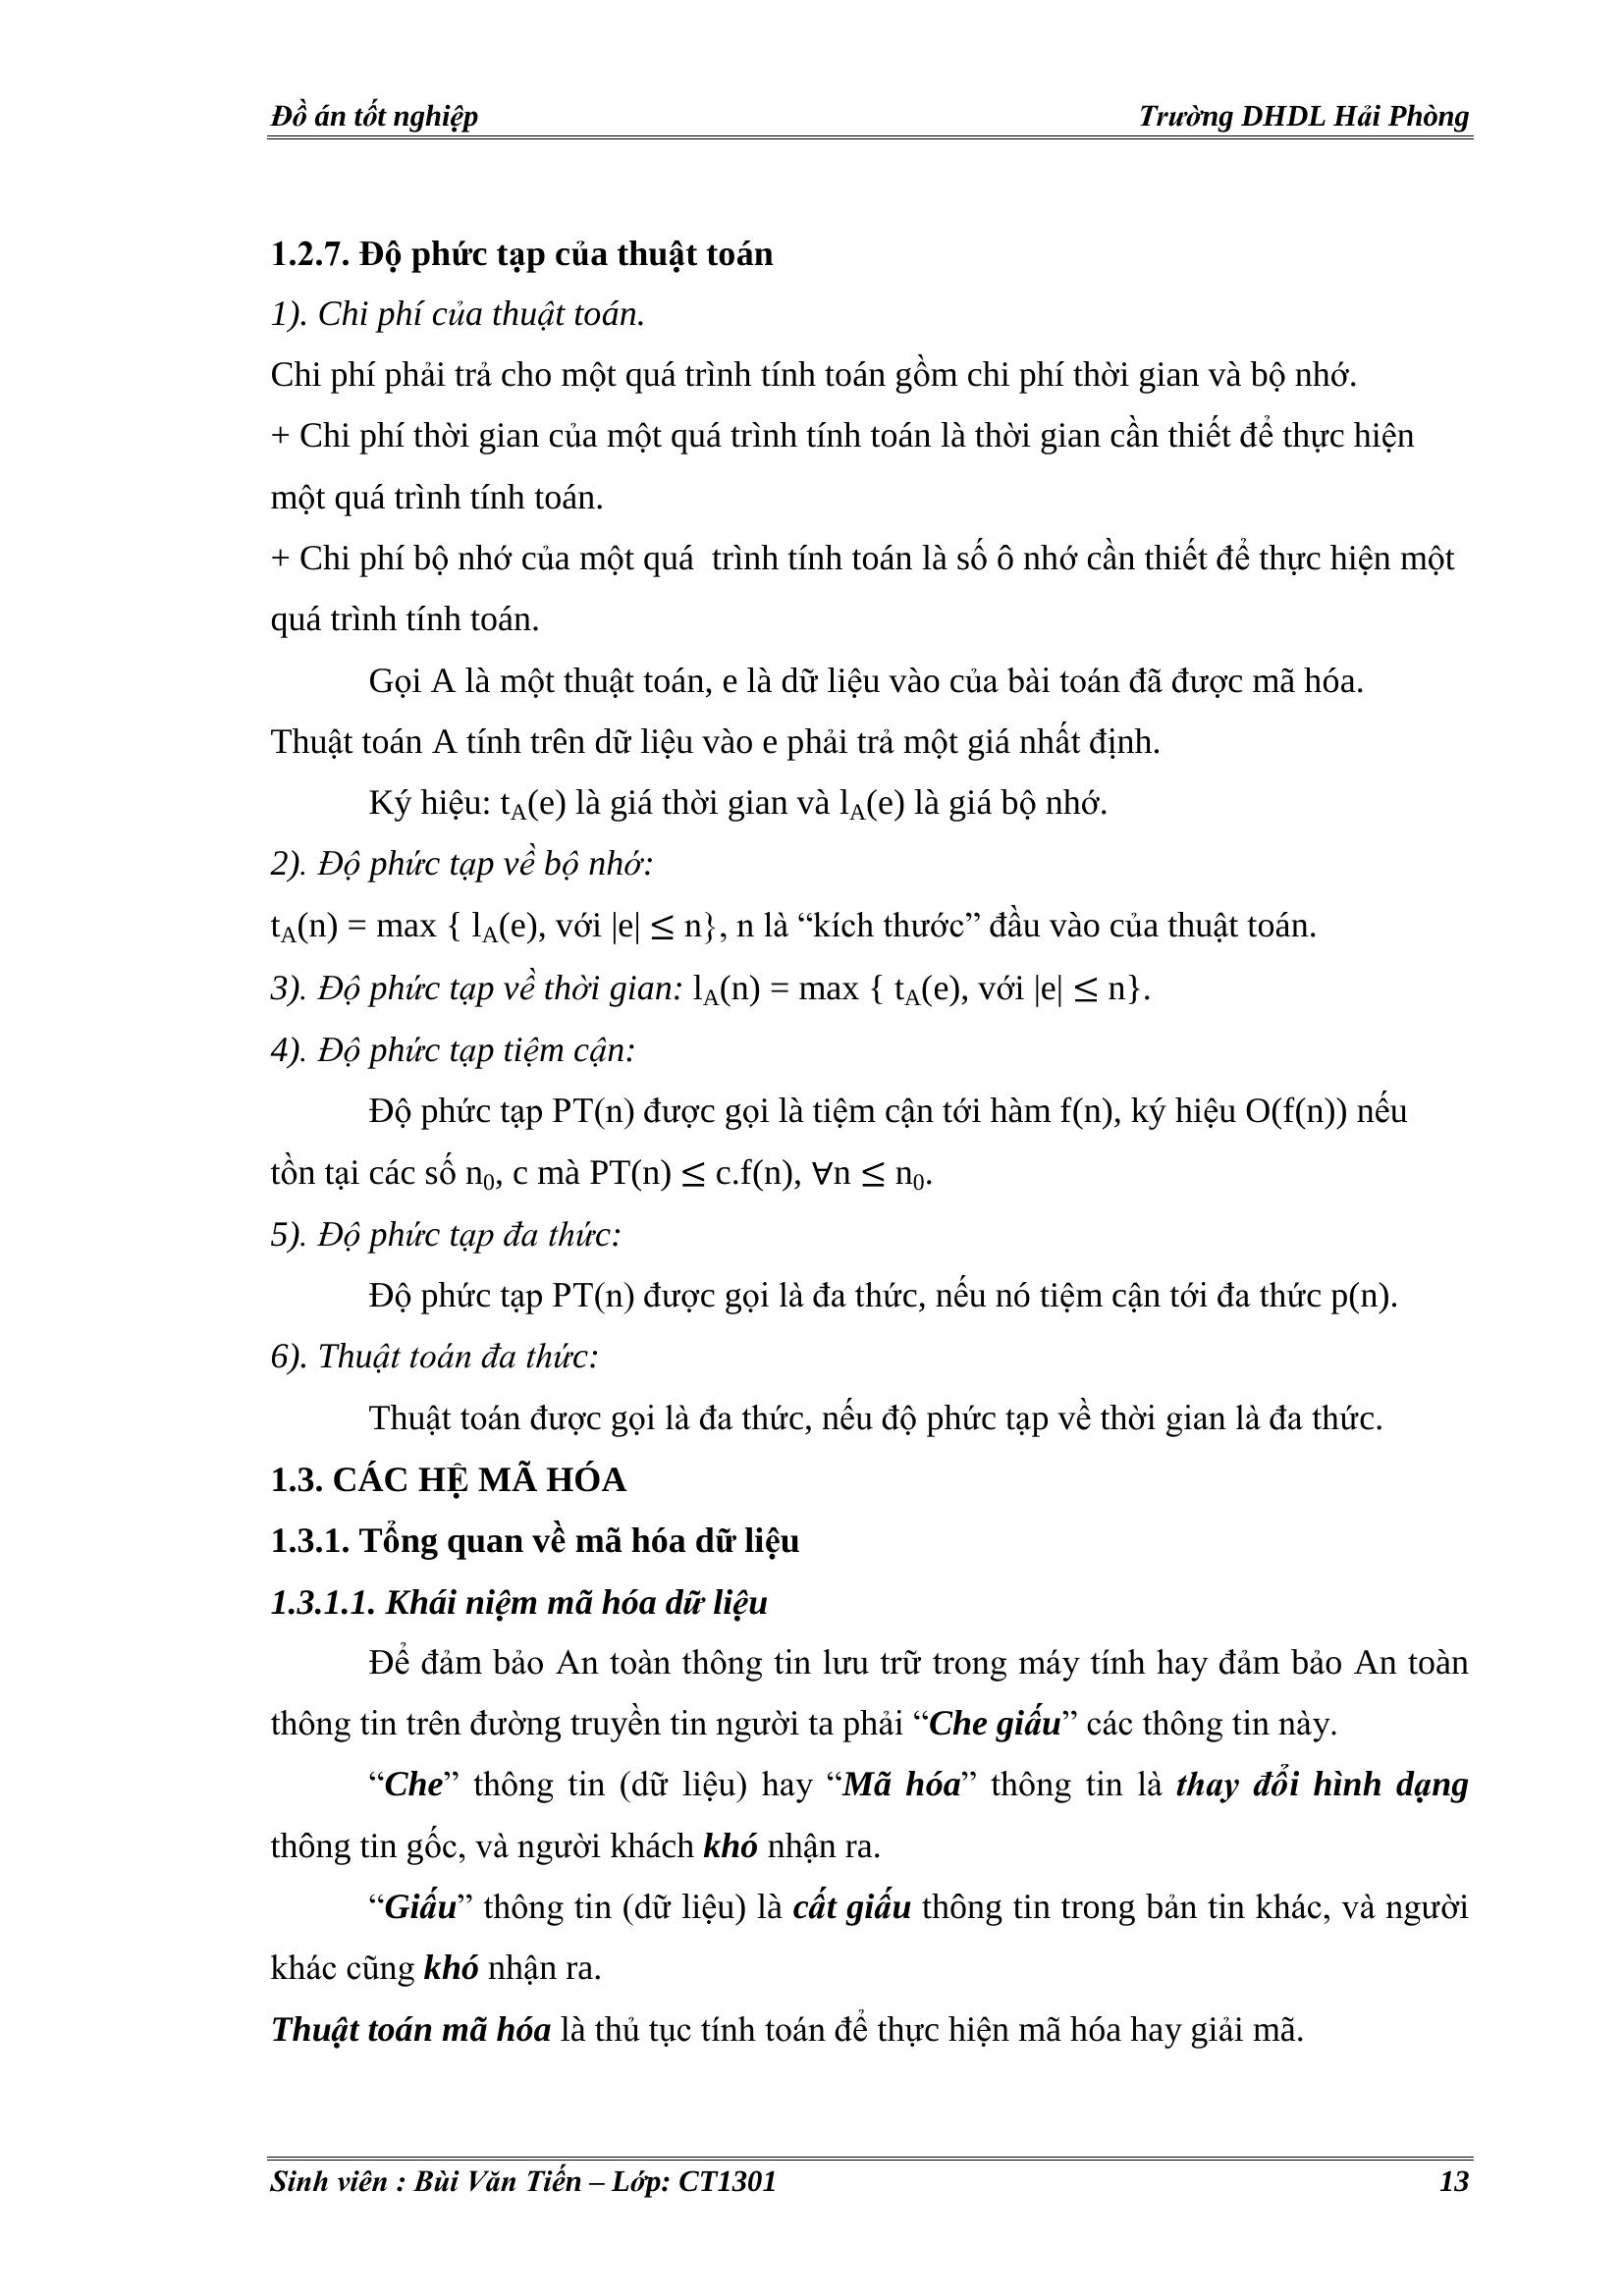 Đồ án tốt nghiệp Trường DHDL Hải Phòng
1.2.7. Độ phức tạp của thuật toán
1). Chi phí của thuật toán.
Chi phí phải trả cho một quá trình tính toán gồm chi phí thời gian và bộ nhớ.
+ Chi phí thời gian của một quá trình tính toán là thời gian cần thiết để thực hiện
một quá trình tính toán.
+ Chi phí bộ nhớ của một quá  trình tính toán là số ô nhớ cần thiết để thực hiện một
quá trình tính toán.
Gọi A là một thuật toán, e là dữ liệu vào của bài toán đã được mã hóa.
Thuật toán A tính trên dữ liệu vào e phải trả một giá nhất định.
Ký hiệu: t_A(e) là giá thời gian và l_A(e) là giá bộ nhớ.
2). Độ phức tạp về bộ nhớ:
t_A(n) = max { l_A(e), với |e| ≤ n}, n là “kích thước” đầu vào của thuật toán.
3). Độ phức tạp về thời gian: l_A(n) = max { t_A(e), với |e| ≤ n}.
4). Độ phức tạp tiệm cận:
Độ phức tạp PT(n) được gọi là tiệm cận tới hàm f(n), ký hiệu O(f(n)) nếu
tồn tại các số n₀, c mà PT(n) ≤ c.f(n), ∀n ≤ n₀.
5). Độ phức tạp đa thức:
Độ phức tạp PT(n) được gọi là đa thức, nếu nó tiệm cận tới đa thức p(n).
6). Thuật toán đa thức:
Thuật toán được gọi là đa thức, nếu độ phức tạp về thời gian là đa thức.
1.3. CÁC HỆ MÃ HÓA
1.3.1. Tổng quan về mã hóa dữ liệu
1.3.1.1. Khái niệm mã hóa dữ liệu
Để đảm bảo An toàn thông tin lưu trữ trong máy tính hay đảm bảo An toàn
thông tin trên đường truyền tin người ta phải “Che giấu” các thông tin này.
“Che” thông tin (dữ liệu) hay “Mã hóa” thông tin là thay đổi hình dạng
thông tin gốc, và người khách khó nhận ra.
“Giấu” thông tin (dữ liệu) là cất giấu thông tin trong bản tin khác, và người
khác cũng khó nhận ra.
Thuật toán mã hóa là thủ tục tính toán để thực hiện mã hóa hay giải mã.
Sinh viên : Bùi Văn Tiến – Lớp: CT1301 13